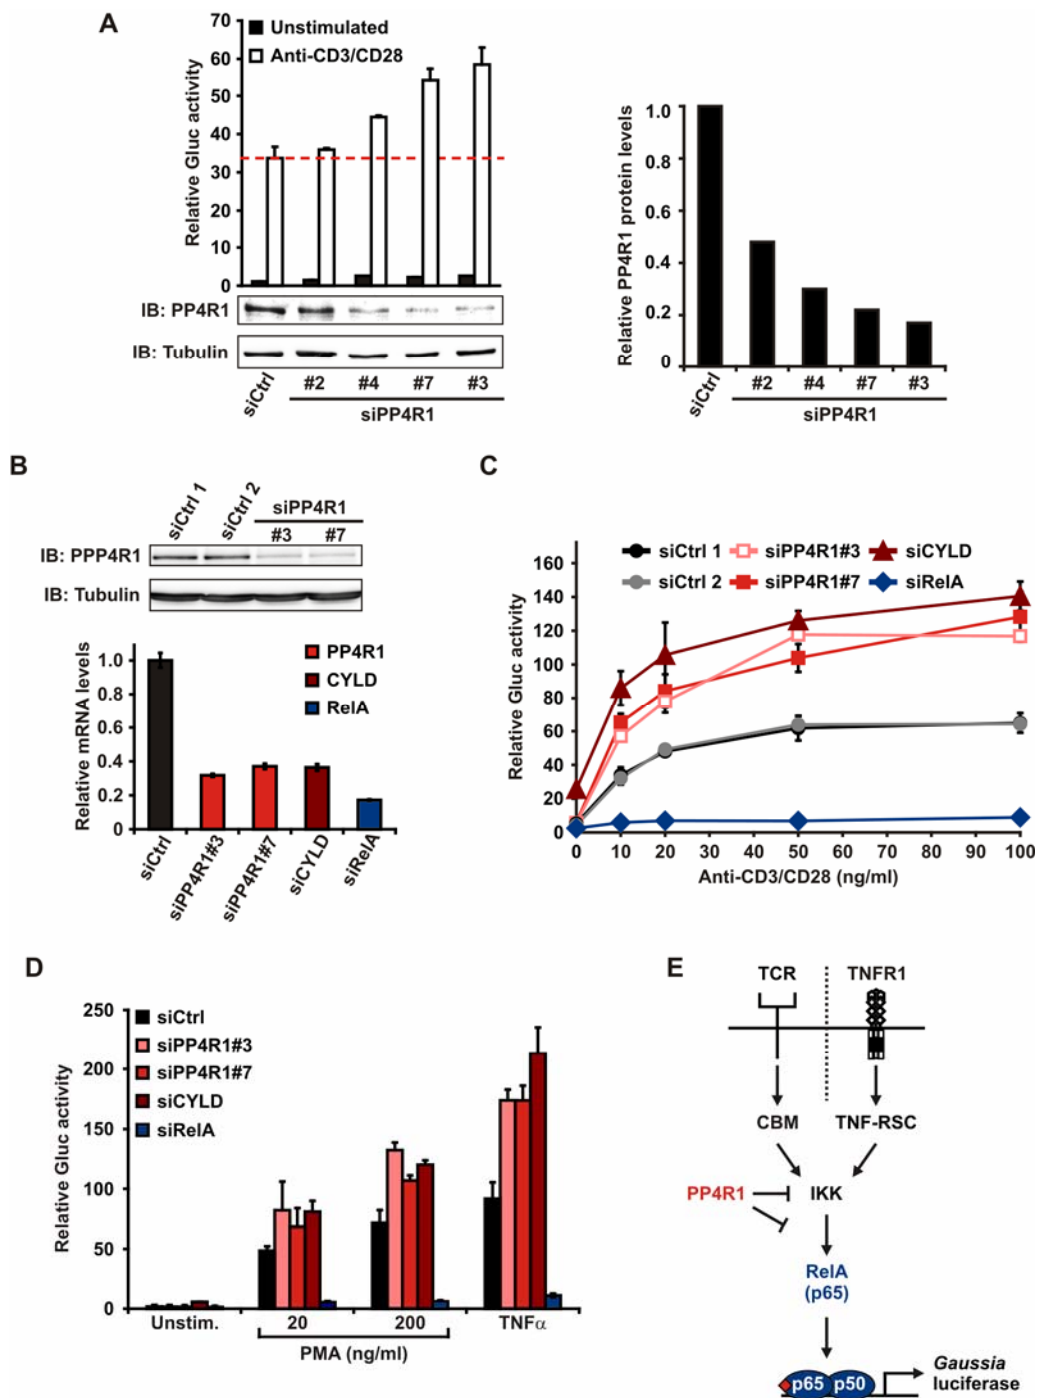 A
Relative Gluc activity
70
60
50
40
30
20
10
0
Unstimulated
Anti-CD3/CD28
IB: PP4R1
IB: Tubulin
siCtrl
#2
#4
#7
#3
siPP4R1
Relative PP4R1 protein levels
1.0
0.8
0.6
0.4
0.2
0
siCtrl
#2
#4
#7
#3
siPP4R1
B
siCtrl 1
siCtrl 2
siPP4R1
#3
#7
IB: PPP4R1
IB: Tubulin
Relative mRNA levels
1.0
0.8
0.6
0.4
0.2
0
PP4R1
CYLD
RelA
siCtrl
siPP4R1#3
siPP4R1#7
siCYLD
siRelA
C
siCtrl 1
siPP4R1#3
siCYLD
siCtrl 2
siPP4R1#7
siRelA
Relative Gluc activity
160
140
120
100
80
60
40
20
0
0 10 20 30 40 50 60 70 80 90 100
Anti-CD3/CD28 (ng/ml)
D
Relative Gluc activity
250
200
150
100
50
0
siCtrl
siPP4R1#3
siPP4R1#7
siCYLD
siRelA
Unstim.
20
200
TNFα
PMA (ng/ml)
E
TCR
TNFR1
CBM
TNF-RSC
PP4R1
IKK
RelA
(p65)
p65
p50
Gaussia
luciferase